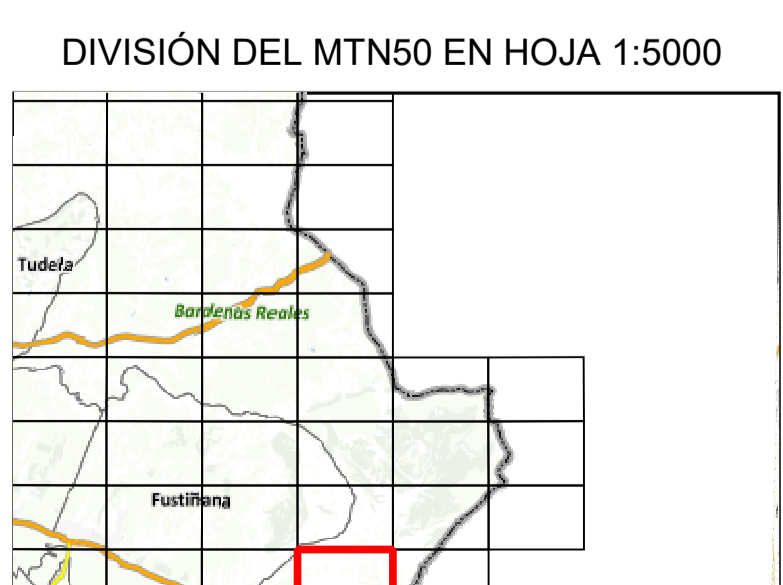 DIVISIÓN DEL MTN50 EN HOJA 1:5000
Tudela
Bardenas Reales
Fustiñana